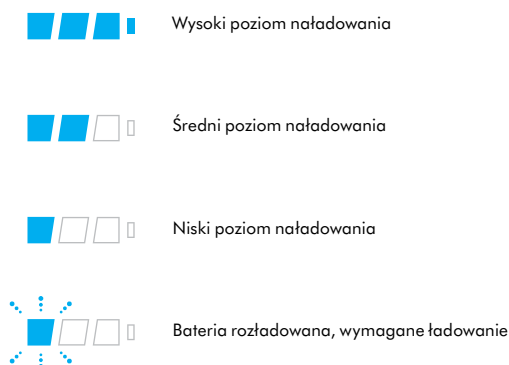 Wysoki poziom naładowania
Średni poziom naładowania
Niski poziom naładowania
Bateria rozładowana, wymagane ładowanie